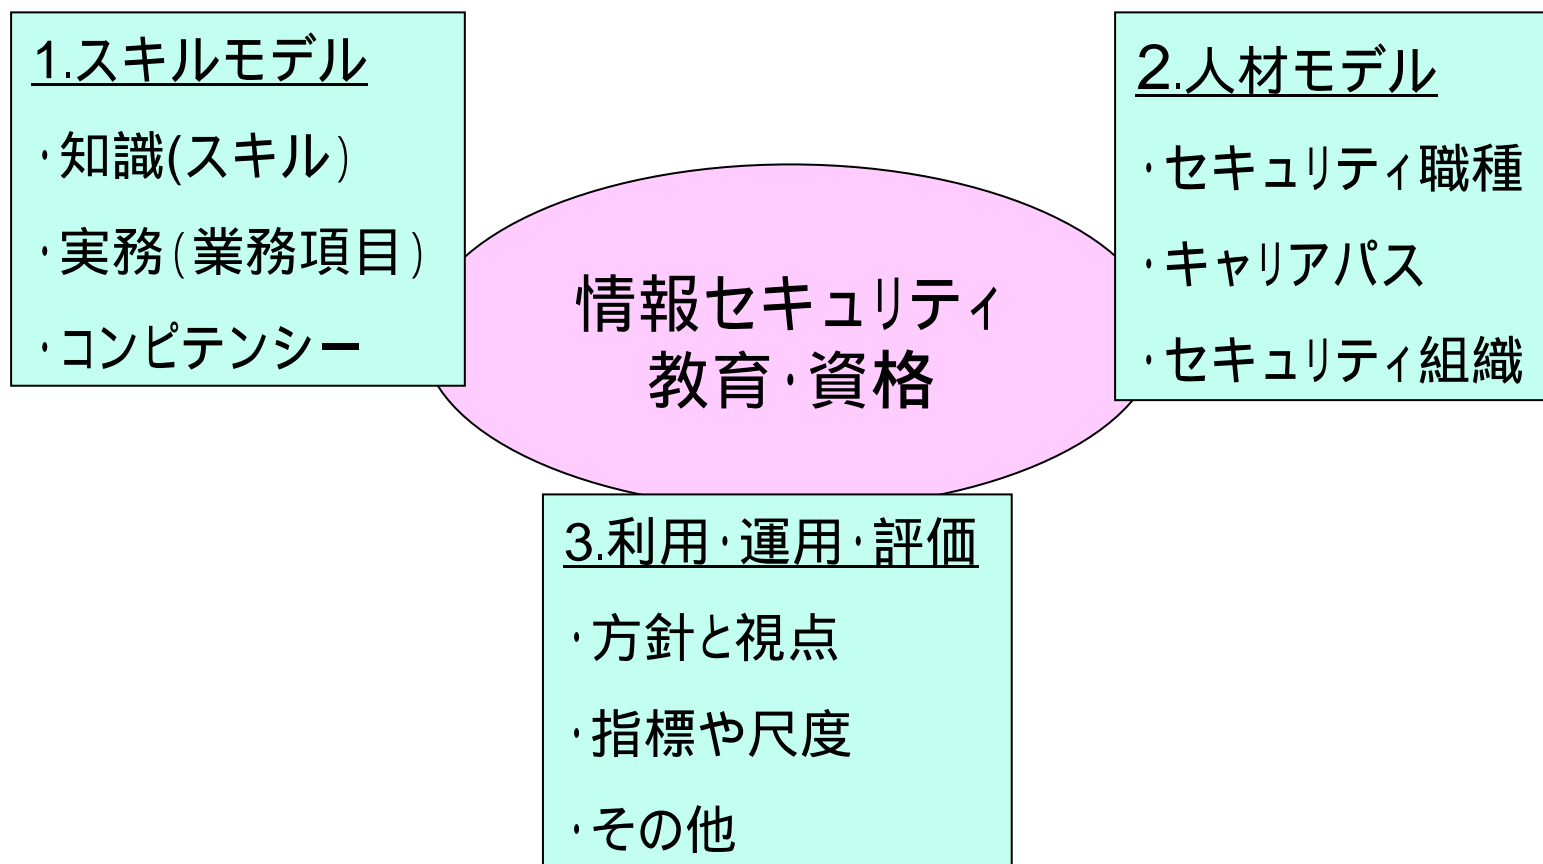 1.スキルモデル
・知識(スキル)
・実務(業務項目)
・コンピテンシー
2.人材モデル
・セキュリティ職種
・キャリアパス
・セキュリティ組織
情報セキュリティ
教育・資格
3.利用・運用・評価
・方針と視点
・指標や尺度
・その他